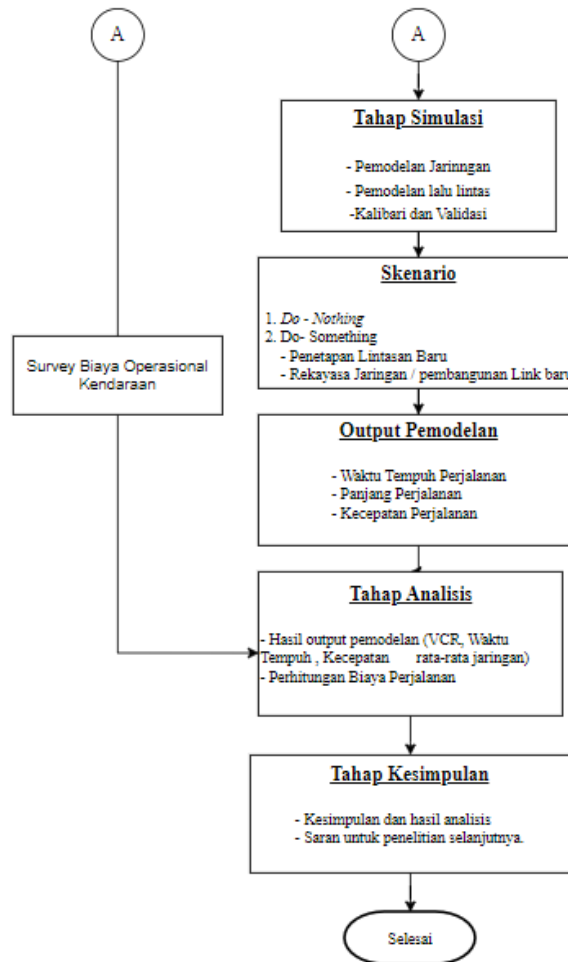 A
A
Tahap Simulasi
- Pemodelan Jarinngan
- Pemodelan lalu lintas
-Kalibari dan Validasi
Skenario
1. Do - Nothing
2. Do- Something
- Penetapan Lintasan Baru
- Rekayasa Jaringan / pembangunan Link baru
Survey Biaya Operasional
Kendaraan
Output Pemodelan
- Waktu Tempuh Perjalanan
- Panjang Perjalanan
- Kecepatan Perjalanan
Tahap Analisis
- Hasil output pemodelan (VCR, Waktu
Tempuh , Kecepatan rata-rata jaringan)
- Perhitungan Biaya Perjalanan
Tahap Kesimpulan
- Kesimpulan dan hasil analisis
- Saran untuk penelitian selanjutnya.
Selesai